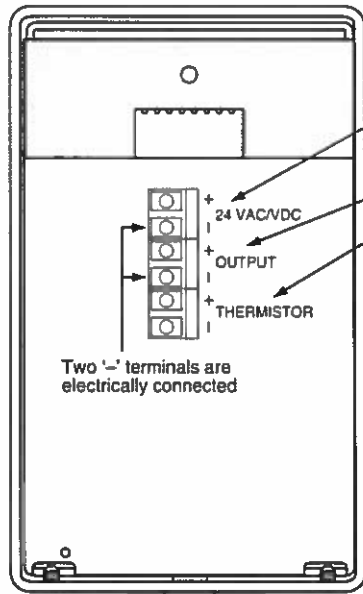 +
24 VAC/VDC
–
+
OUTPUT
–
+
THERMISTOR
–
Two '–' terminals are
electrically connected